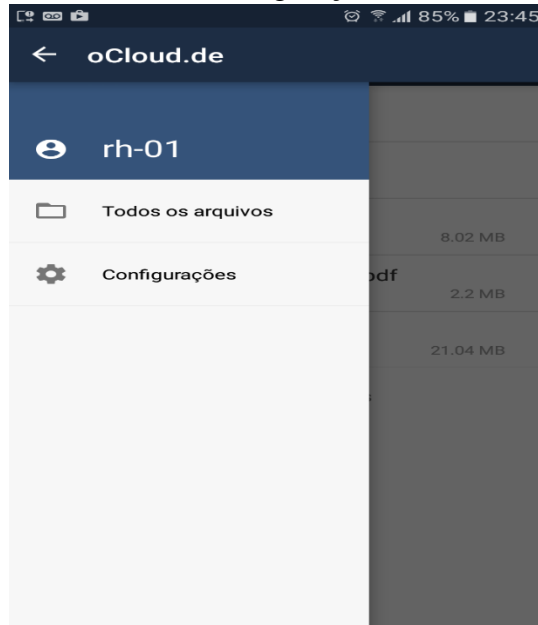 85% 23:45
oCloud.de
rh-01
Todos os arquivos
8.02 MB
Configurações
pdf
2.2 MB
21.04 MB